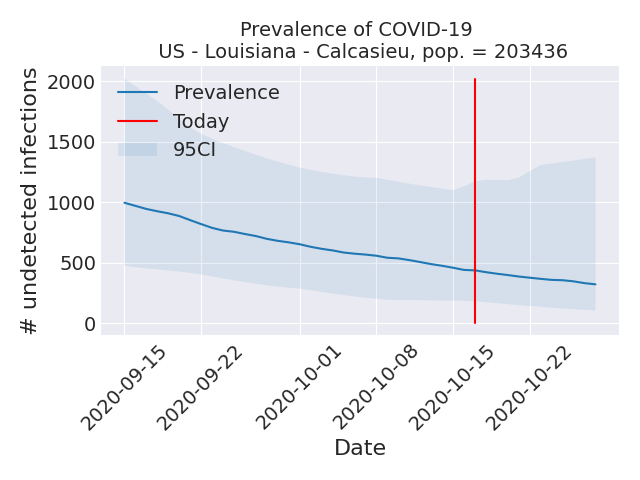 Prevalence of COVID-19
US - Louisiana - Calcasieu, pop. = 203436
# undetected infections
2000
1500
1000
500
0
Prevalence
Today
95CI
2020-09-15
2020-09-22
2020-10-01
2020-10-08
2020-10-15
2020-10-22
Date